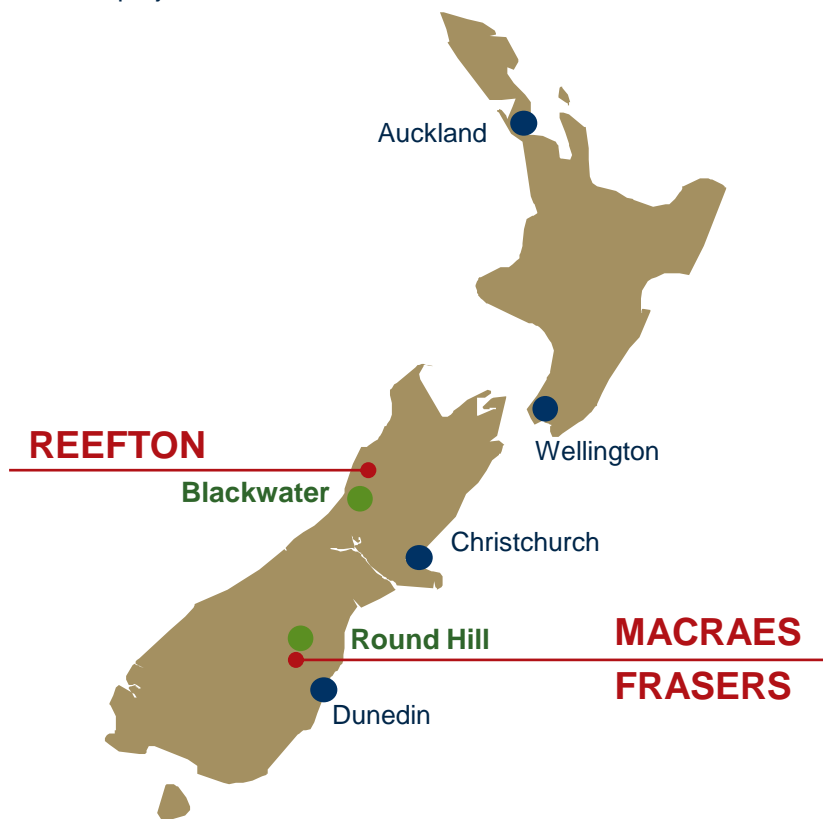 Auckland
Wellington
REEFTON
Blackwater
Christchurch
MACRAES
Round Hill
FRASERS
Dunedin